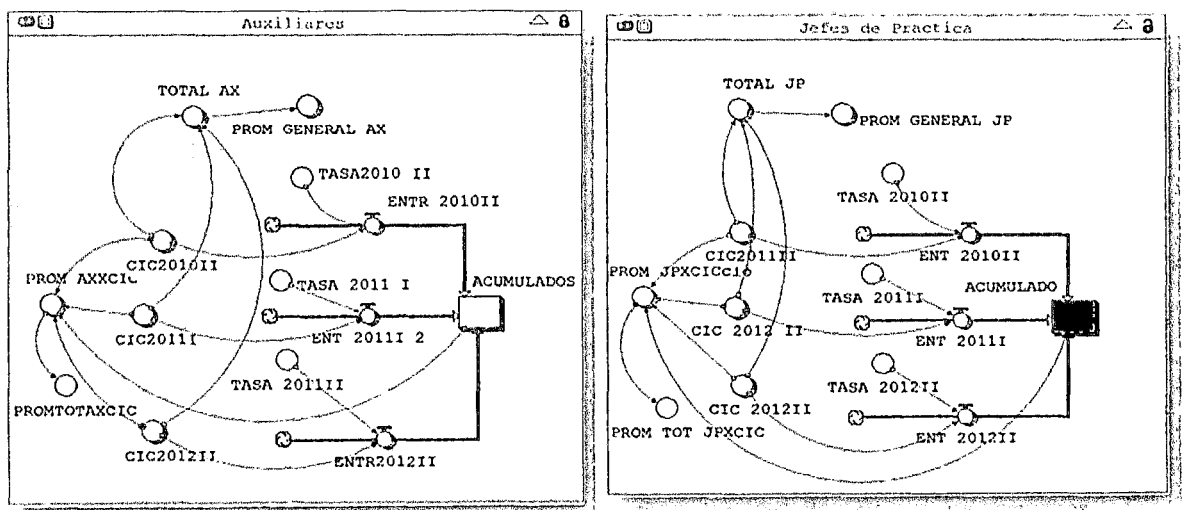 Auxiliares
TOTAL AX
PROM GENERAL AX
TASA2010 II
ENTR 2010II
CIC2010II
PROM AXXCIC
TASA 2011 I
ACUMULADOS
CIC2011I
ENT 2011I 2
TASA 2011II
PROMTOTAXCIC
CIC2012II
ENTR2012II
Jefes de Practica
TOTAL JP
PROM GENERAL JP
TASA 2010II
CIC2011II
ENT 2010II
PROM JPXCICcio
TASA 2011I
ACUMULADO
CIC 2012 II
ENT 2011I
TASA 2012II
CIC 2012II
PROM TOT JPXCIC
ENT 2012II